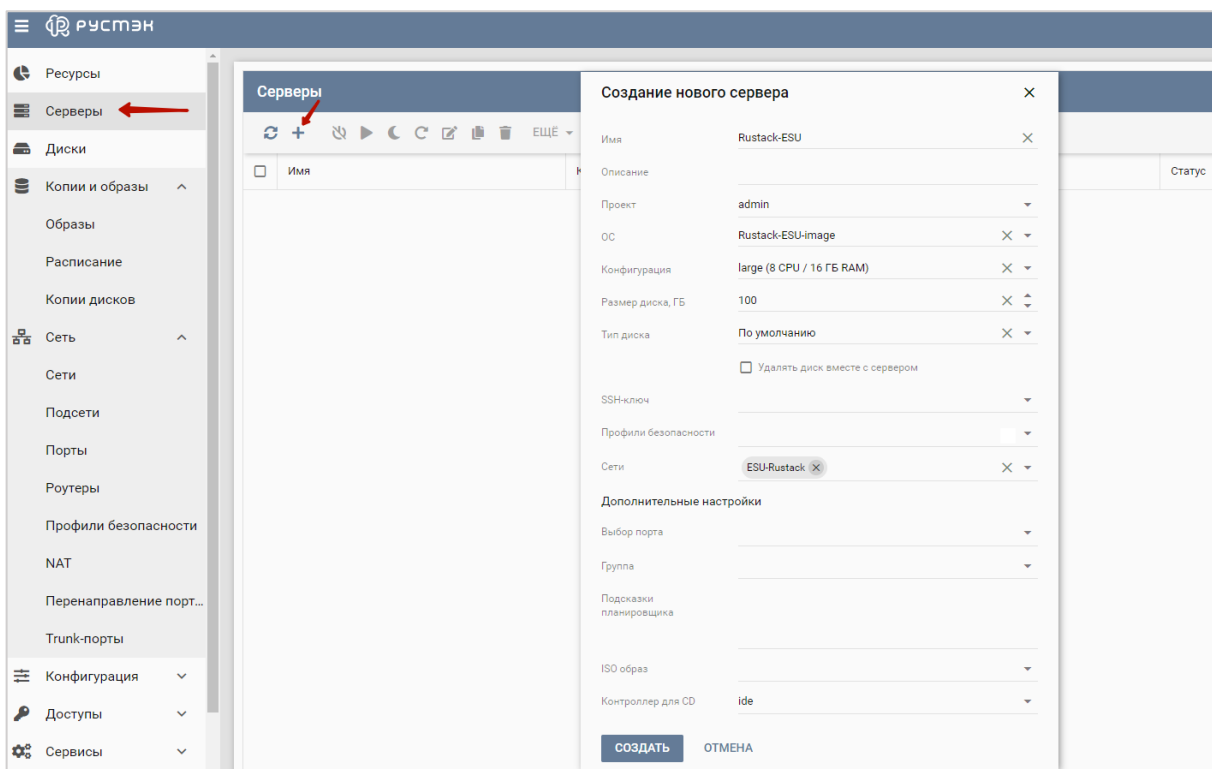 РУСТЭК
Ресурсы
Серверы
Диски
Копии и образы
Образы
Расписание
Копии дисков
Сеть
Сети
Подсети
Порты
Роутеры
Профили безопасности
NAT
Перенаправление порт...
Trunk-порты
Конфигурация
Доступы
Сервисы
Серверы
ЕЩЁ
Имя
К
Статус
Создание нового сервера
Имя Rustack-ESU
Описание
Проект admin
ОС Rustack-ESU-image
Конфигурация large (8 CPU / 16 ГБ RAM)
Размер диска, ГБ 100
Тип диска По умолчанию
Удалять диск вместе с сервером
SSH-ключ
Профили безопасности
Сети ESU-Rustack
Дополнительные настройки
Выбор порта
Группа
Подсказки
планировщика
ISO образ
Контроллер для CD ide
СОЗДАТЬ ОТМЕНА